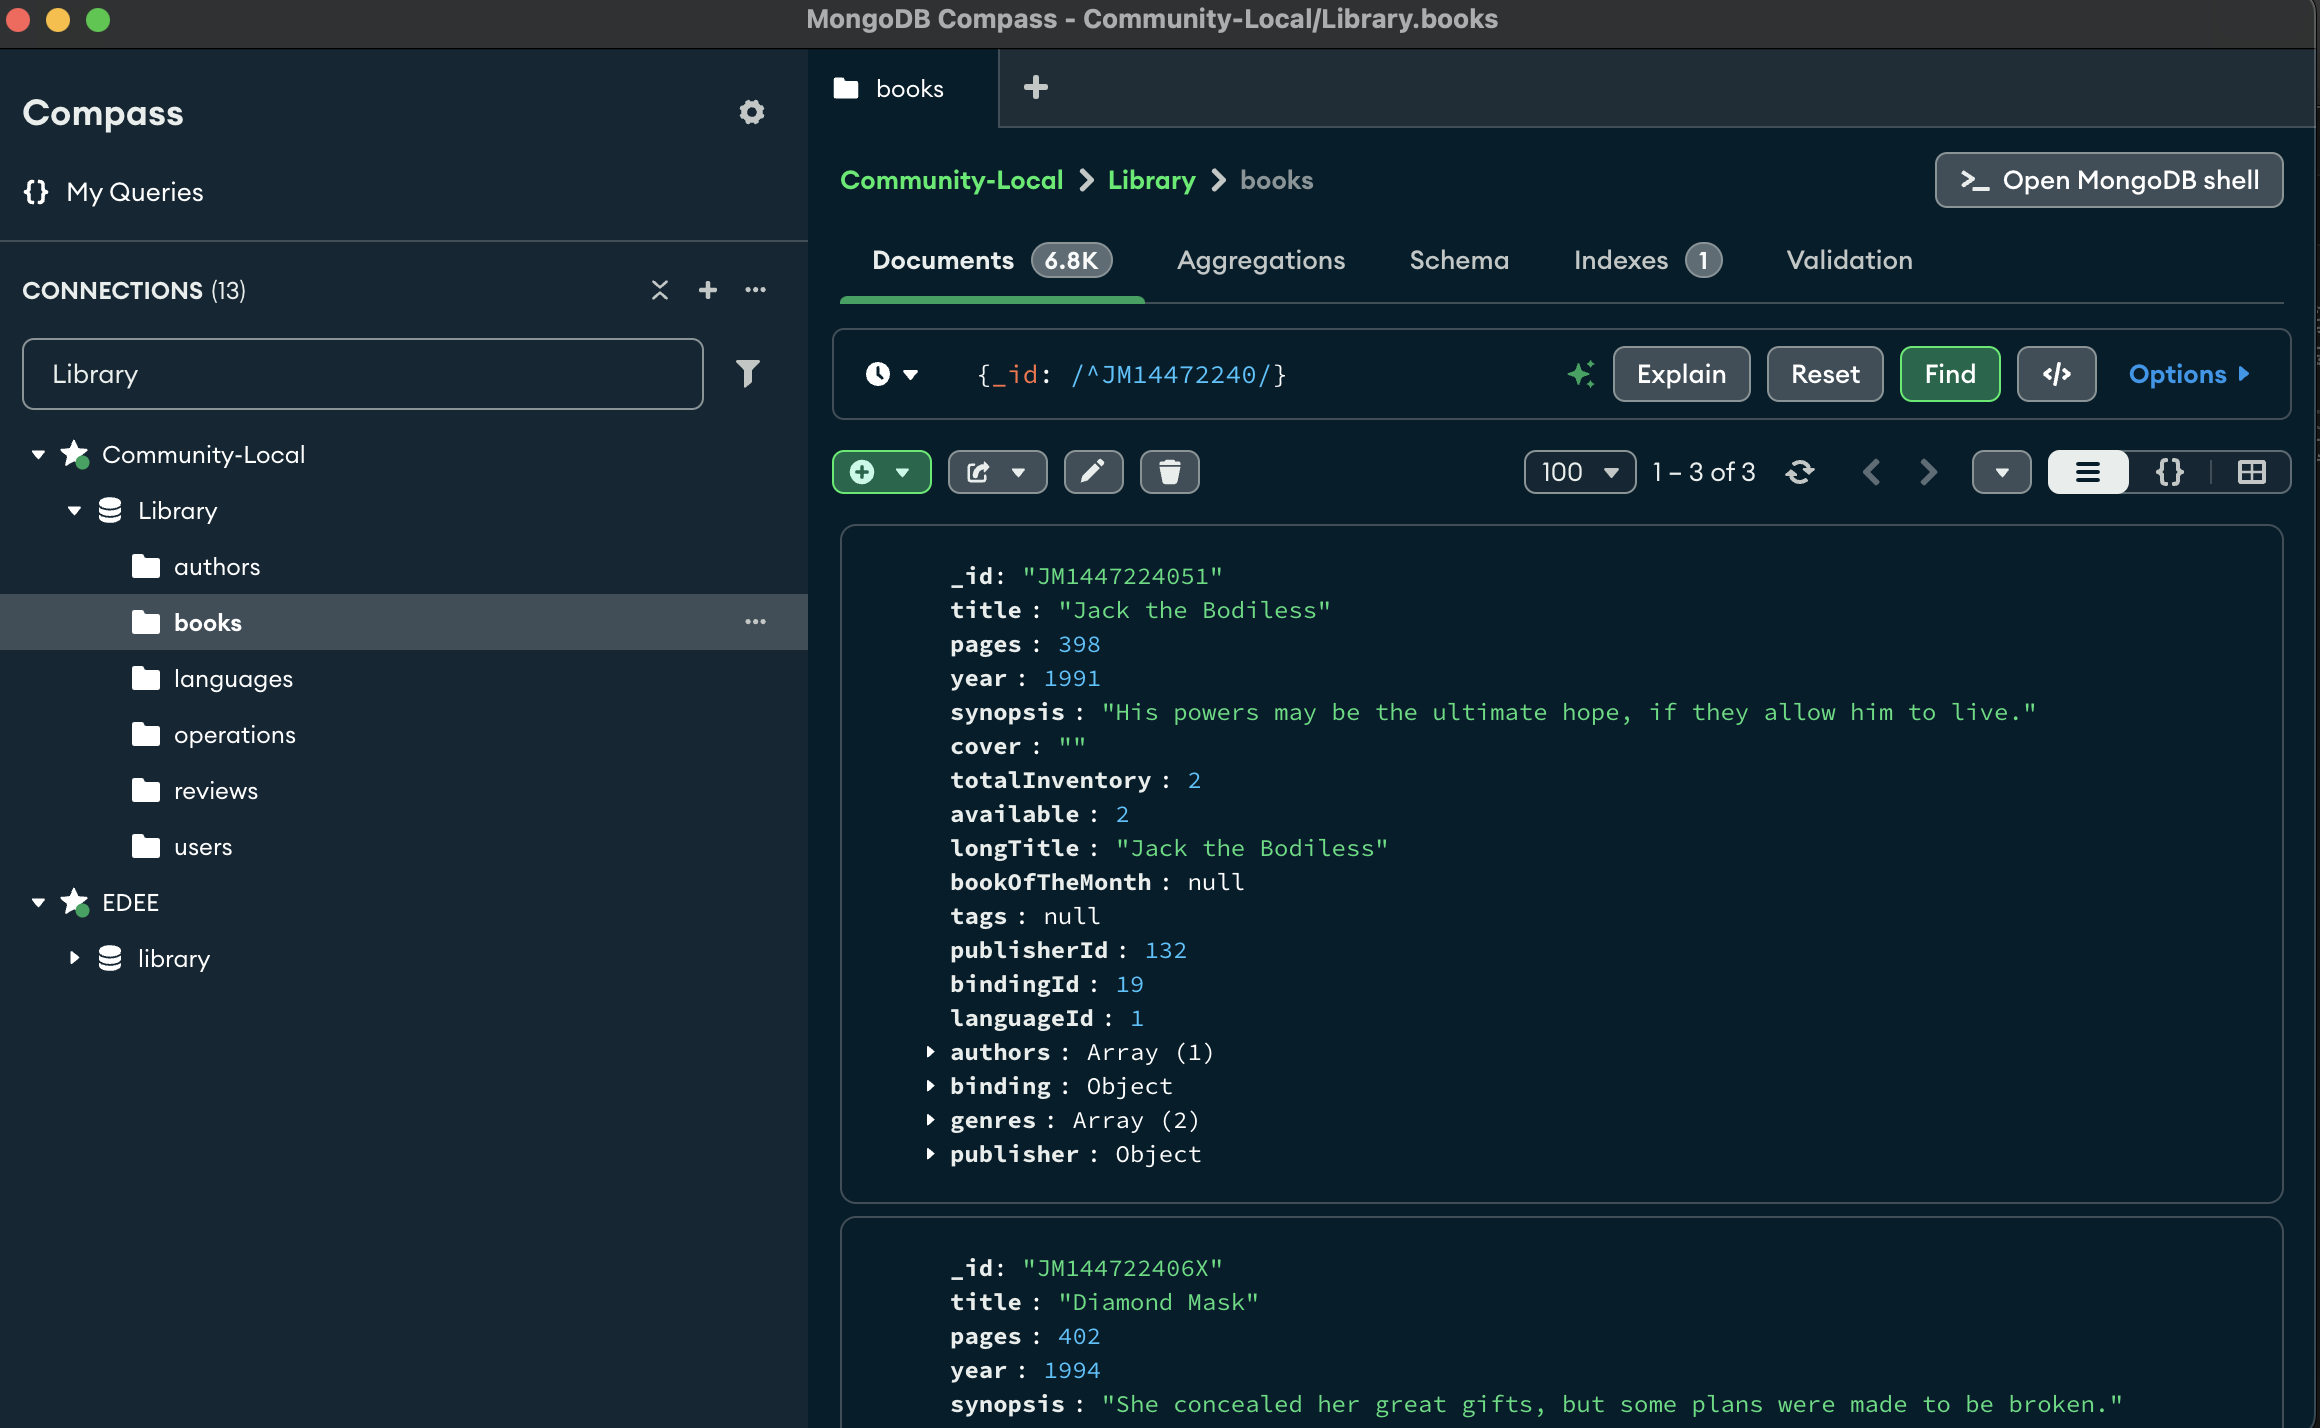 MongoDB Compass - Community-Local/Library.books
Compass
{} My Queries
CONNECTIONS (13)
Library
Community-Local
Library
authors
books
languages
operations
reviews
users
EDEE
library
books
Community-Local > Library > books
>_ Open MongoDB shell
Documents 6.8K Aggregations Schema Indexes 1 Validation
{_id: /^JM14472240/} Explain Reset Find </> Options
100 1 – 3 of 3 {}
_id: "JM1447224051"
title : "Jack the Bodiless"
pages : 398
year : 1991
synopsis : "His powers may be the ultimate hope, if they allow him to live."
cover : ""
totalInventory : 2
available : 2
longTitle : "Jack the Bodiless"
bookOfTheMonth : null
tags : null
publisherId : 132
bindingId : 19
languageId : 1
authors : Array (1)
binding : Object
genres : Array (2)
publisher : Object
_id: "JM144722406X"
title : "Diamond Mask"
pages : 402
year : 1994
synopsis : "She concealed her great gifts, but some plans were made to be broken."